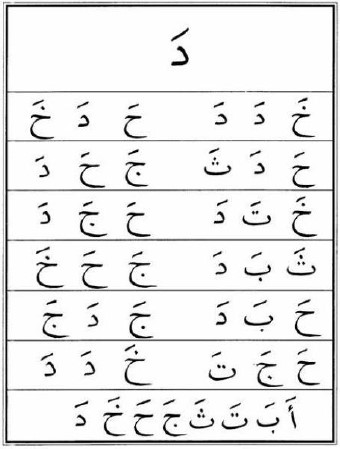 دَ
خَ دَ دَ حَ دَ خَ
حَ دَ ثَ جَ حَ دَ
خَ تَ دَ حَ جَ دَ
ثَ بَ دَ جَ حَ خَ
حَ بَ دَ جَ دَ جَ
حَ جَ تَ خَ دَ دَ
أَ بَ تَ ثَ جَ حَ خَ دَ